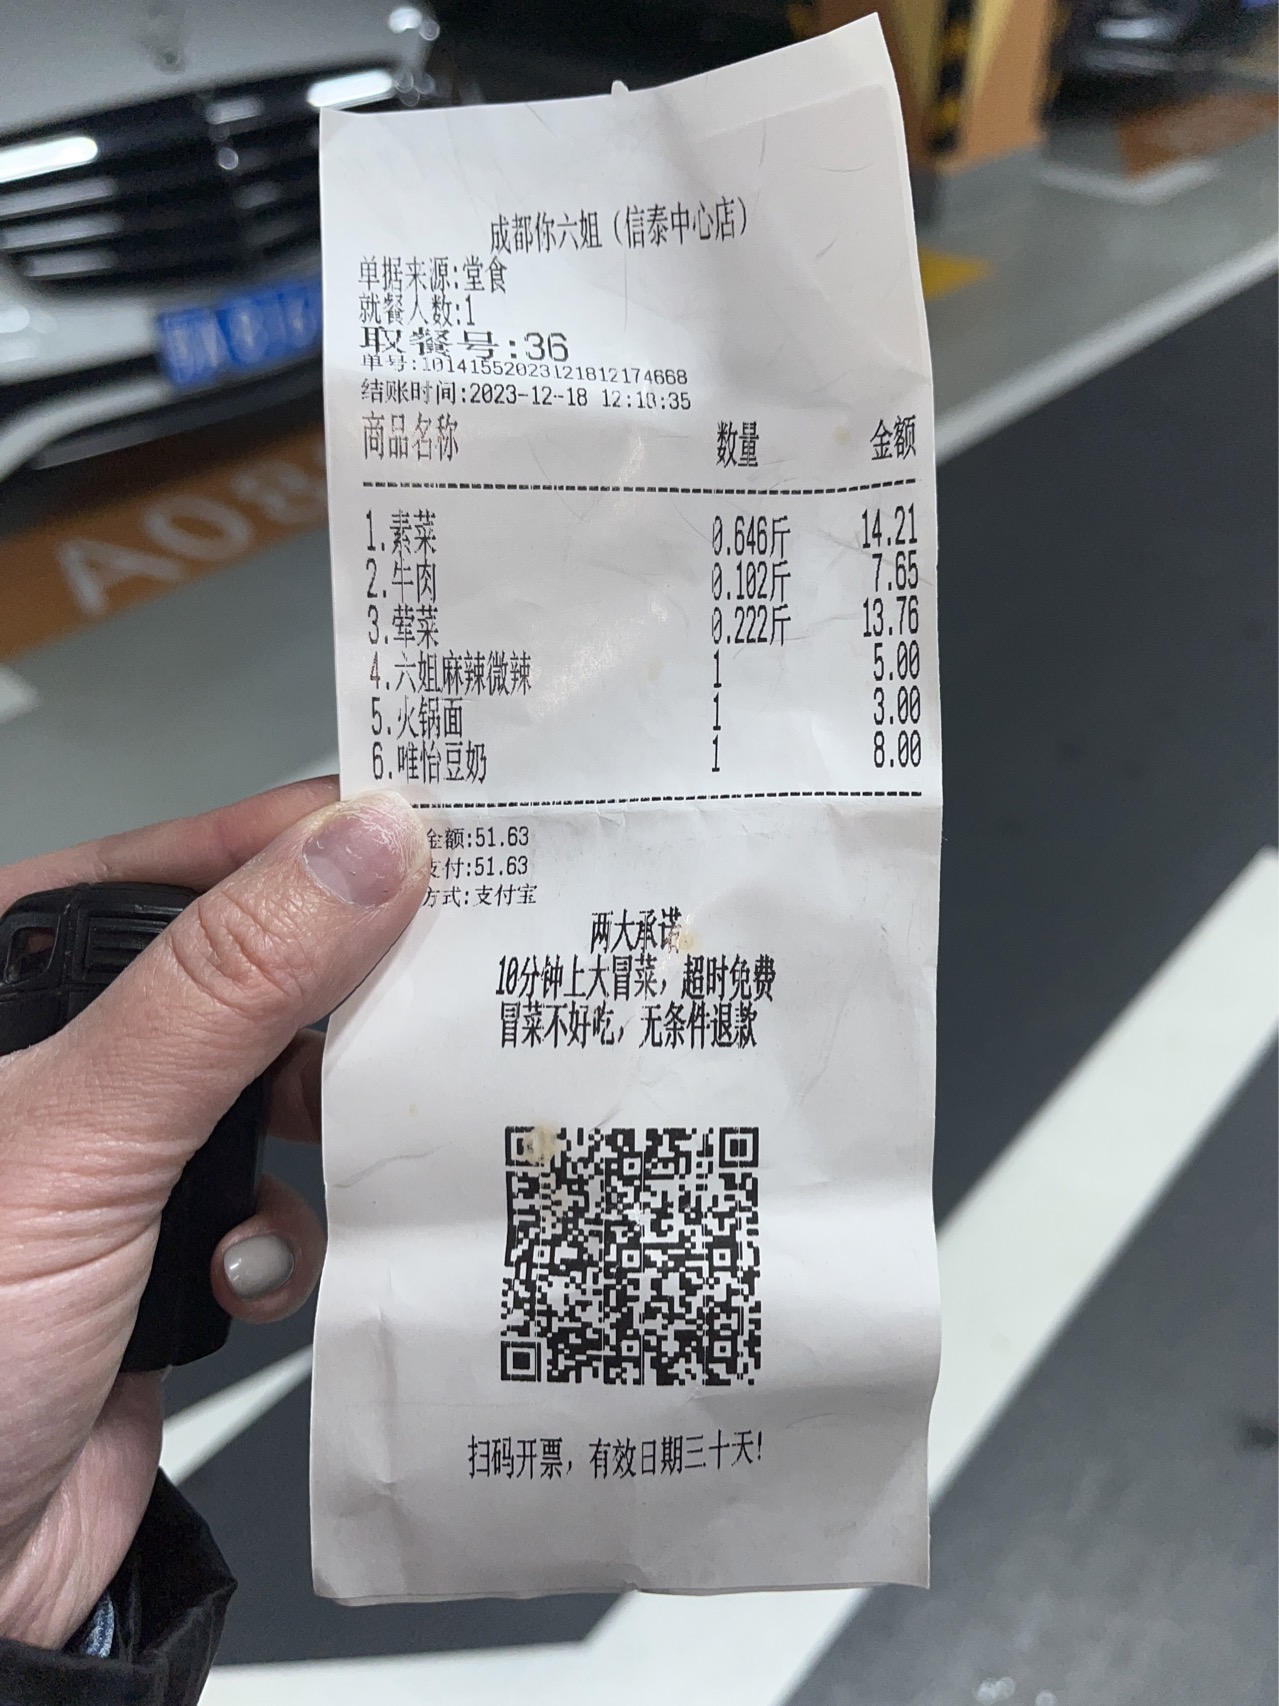 成都你六姐（信泰中心店）
单据来源:堂食
就餐人数:1
取餐号:36
单号:10141552023121812174668
结账时间:2023-12-18 12:18:35
商品名称 数量 金额
1.素菜 0.646斤 14.21
2.牛肉 0.102斤 7.65
3.荤菜 0.222斤 13.76
4.六姐麻辣微辣 1 5.00
5.火锅面 1 3.00
6.唯怡豆奶 1 8.00
金额:51.63
支付:51.63
方式:支付宝
两大承诺
10分钟上大冒菜，超时免费
冒菜不好吃，无条件退款
扫码开票，有效日期三十天!
A08